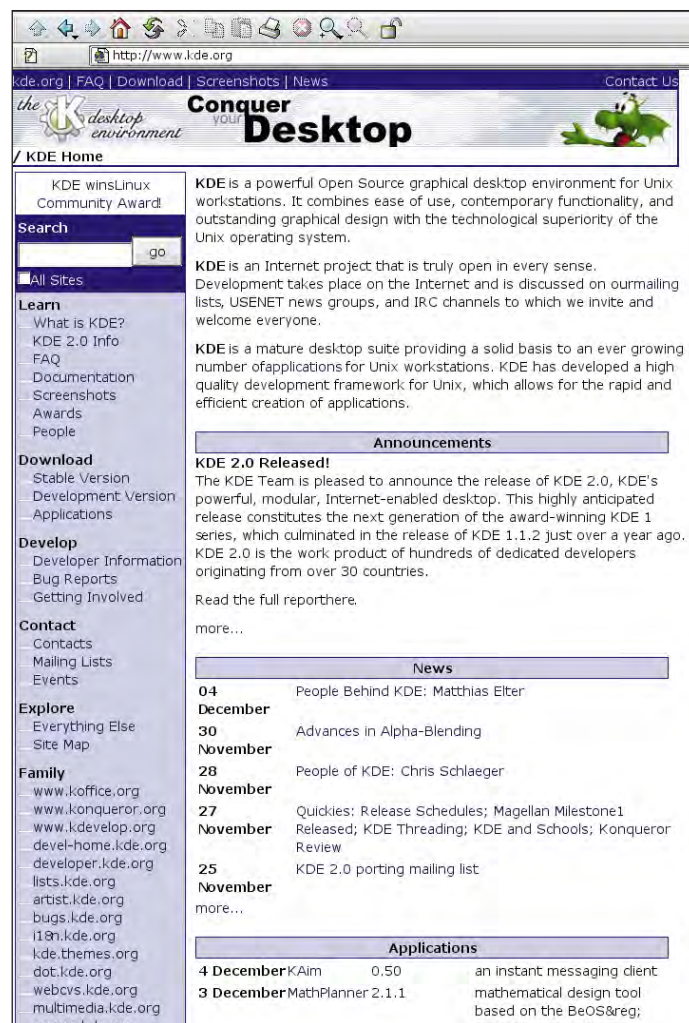 http://www.kde.org
kde.org | FAQ | Download | Screenshots | News
Contact Us
the K desktop environment
Conquer your Desktop
/ KDE Home
KDE winsLinux
Community Award!
Search
go
All Sites
Learn
What is KDE?
KDE 2.0 Info
FAQ
Documentation
Screenshots
Awards
People
Download
Stable Version
Development Version
Applications
Develop
Developer Information
Bug Reports
Getting Involved
Contact
Contacts
Mailing Lists
Events
Explore
Everything Else
Site Map
Family
www.koffice.org
www.konqueror.org
www.kdevelop.org
devel-home.kde.org
developer.kde.org
lists.kde.org
artist.kde.org
bugs.kde.org
i18n.kde.org
kde.themes.org
dot.kde.org
webcvs.kde.org
multimedia.kde.org
KDE is a powerful Open Source graphical desktop environment for Unix
workstations. It combines ease of use, contemporary functionality, and
outstanding graphical design with the technological superiority of the
Unix operating system.
KDE is an Internet project that is truly open in every sense.
Development takes place on the Internet and is discussed on ourmailing
lists, USENET news groups, and IRC channels to which we invite and
welcome everyone.
KDE is a mature desktop suite providing a solid basis to an ever growing
number ofapplications for Unix workstations. KDE has developed a high
quality development framework for Unix, which allows for the rapid and
efficient creation of applications.
Announcements
KDE 2.0 Released!
The KDE Team is pleased to announce the release of KDE 2.0, KDE's
powerful, modular, Internet-enabled desktop. This highly anticipated
release constitutes the next generation of the award-winning KDE 1
series, which culminated in the release of KDE 1.1.2 just over a year ago.
KDE 2.0 is the work product of hundreds of dedicated developers
originating from over 30 countries.
Read the full reporthere.
more...
News
04 December People Behind KDE: Matthias Elter
30 November Advances in Alpha-Blending
28 November People of KDE: Chris Schlaeger
27 November Quickies: Release Schedules; Magellan Milestone1
Released; KDE Threading; KDE and Schools; Konqueror
Review
25 November KDE 2.0 porting mailing list
more...
Applications
4 December KAim 0.50 an instant messaging client
3 December MathPlanner 2.1.1 mathematical design tool
based on the BeOS&reg;